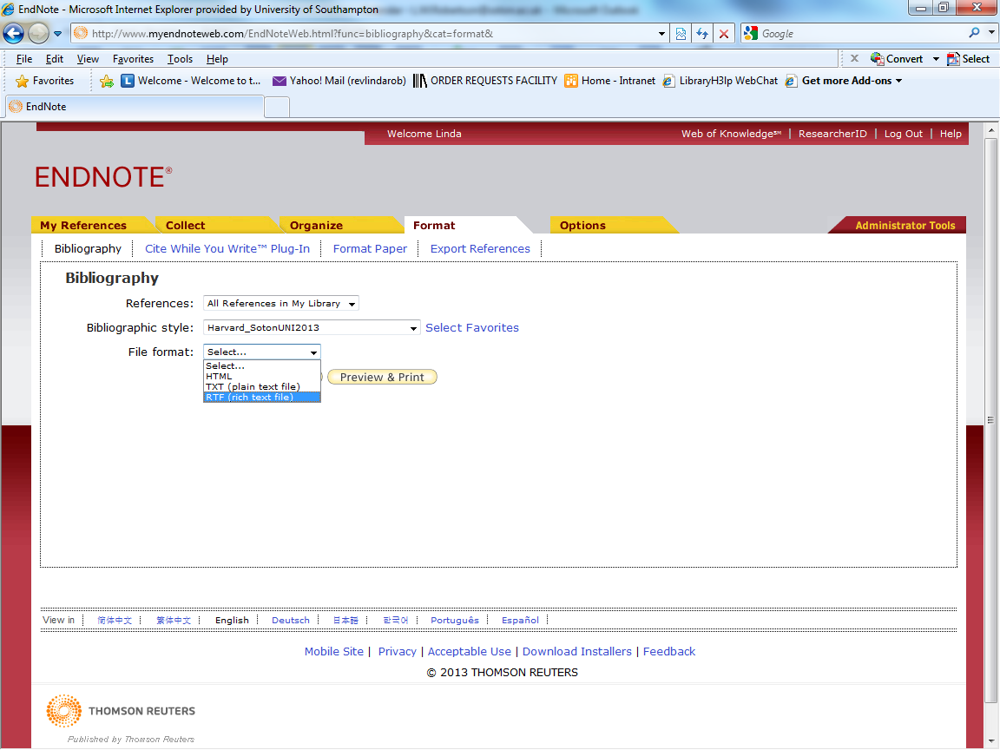 EndNote - Microsoft Internet Explorer provided by University of Southampton
http://www.myendnoteweb.com/EndNoteWeb.html?func=bibliography&cat=format&
Google
File Edit View Favorites Tools Help
Convert Select
Favorites Welcome - Welcome to t... Yahoo! Mail (revlindarob) ORDER REQUESTS FACILITY Home - Intranet LibraryH3lp WebChat Get more Add-ons
EndNote
Welcome Linda Web of Knowledge℠ | ResearcherID | Log Out | Help
ENDNOTE®
My References Collect Organize Format Options Administrator Tools
Bibliography Cite While You Write™ Plug-In Format Paper Export References
Bibliography
References: All References in My Library
Bibliographic style: Harvard_SotonUNI2013 Select Favorites
File format: Select...
Select...
HTML
TXT (plain text file)
RTF (rich text file)
Preview & Print
View in 简体中文 繁体中文 English Deutsch 日本語 한국어 Português Español
Mobile Site | Privacy | Acceptable Use | Download Installers | Feedback
© 2013 THOMSON REUTERS
THOMSON REUTERS
Published by Thomson Reuters